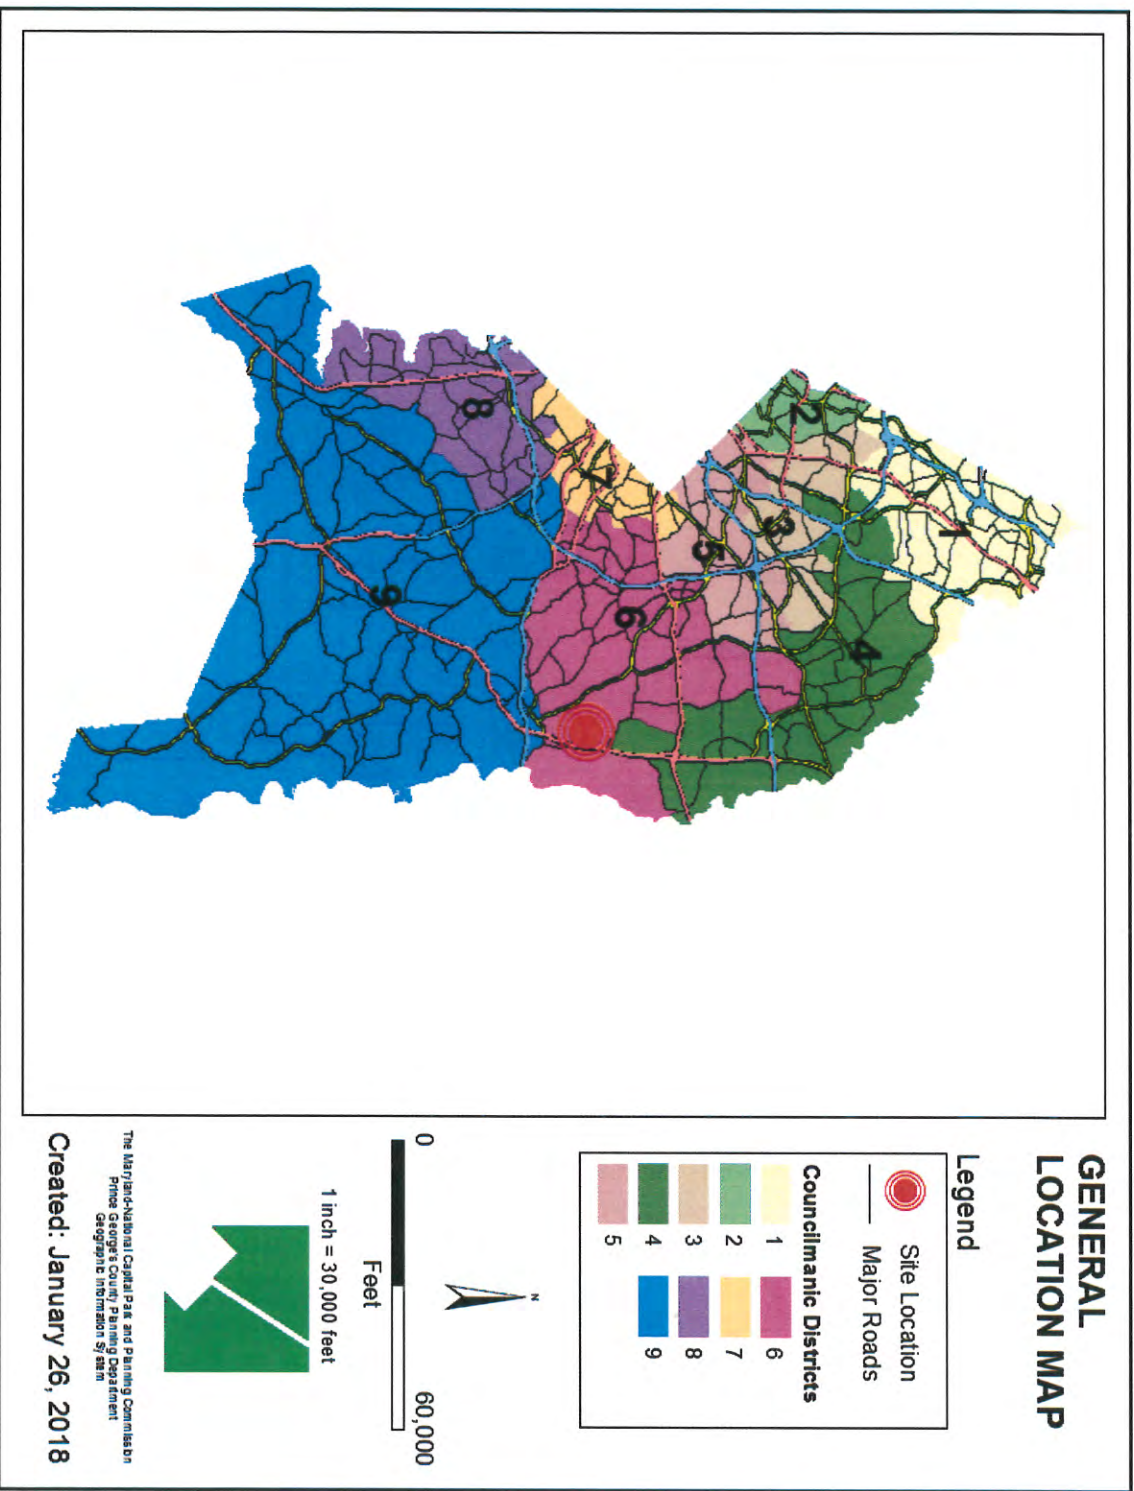 GENERAL
LOCATION MAP
Legend
Site Location
Major Roads
Councilmanic Districts
1
2
3
4
5
6
7
8
9
N
0
60,000
Feet
1 inch = 30,000 feet
The Maryland-National Capital Park and Planning Commission
Prince George's County Planning Department
Geographic Information System
Created: January 26, 2018
1
2
3
4
5
6
7
8
9